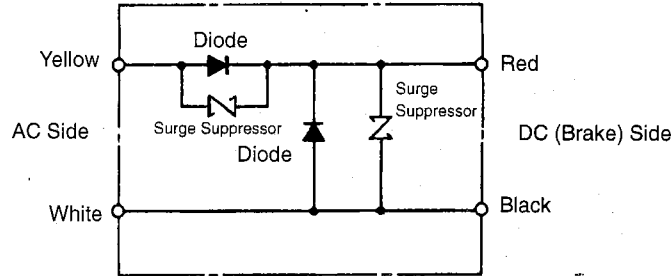 Diode
Yellow
Red
Surge
Suppressor
AC Side
Surge Suppressor
Diode
DC (Brake) Side
White
Black